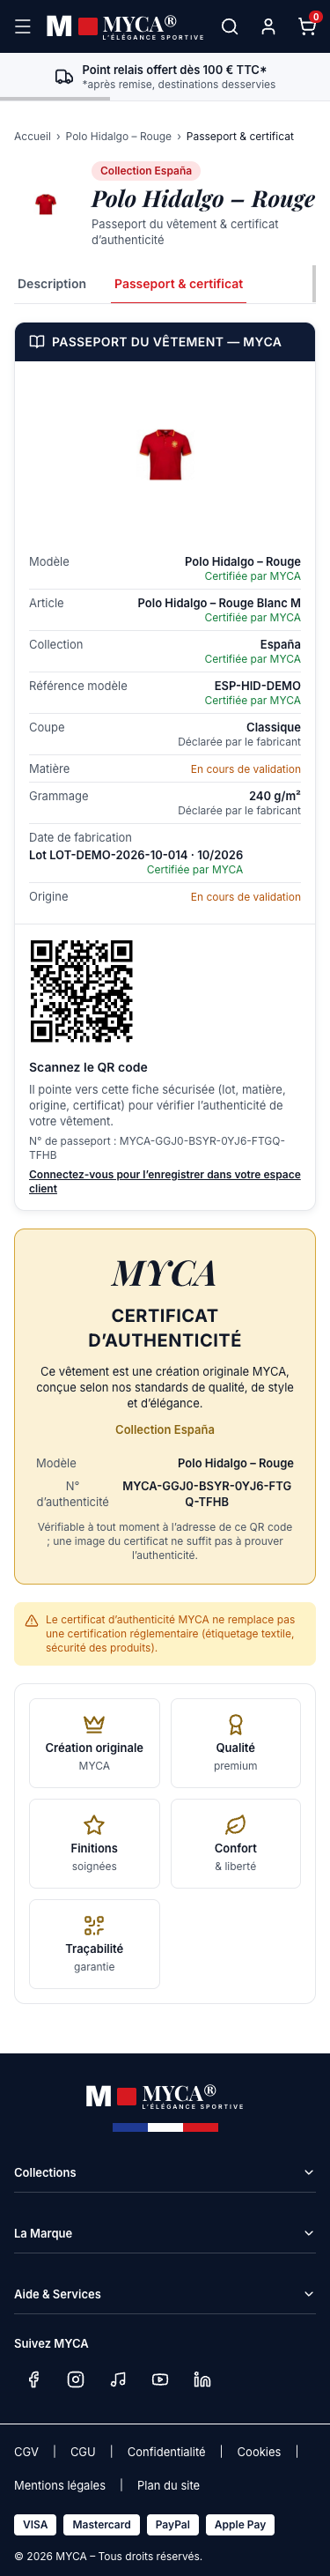 MYCA®
L'ÉLÉGANCE SPORTIVE
0
Point relais offert dès 100 € TTC*
*après remise, destinations desservies
Accueil › Polo Hidalgo – Rouge › Passeport & certificat
Collection España
Polo Hidalgo – Rouge
Passeport du vêtement & certificat
d’authenticité
Description
Passeport & certificat
PASSEPORT DU VÊTEMENT — MYCA
Modèle
Polo Hidalgo – Rouge
Certifiée par MYCA
Article
Polo Hidalgo – Rouge Blanc M
Certifiée par MYCA
Collection
España
Certifiée par MYCA
Référence modèle
ESP-HID-DEMO
Certifiée par MYCA
Coupe
Classique
Déclarée par le fabricant
Matière
En cours de validation
Grammage
240 g/m²
Déclarée par le fabricant
Date de fabrication
Lot LOT-DEMO-2026-10-014 · 10/2026
Certifiée par MYCA
Origine
En cours de validation
Scannez le QR code
Il pointe vers cette fiche sécurisée (lot, matière,
origine, certificat) pour vérifier l’authenticité de
votre vêtement.
N° de passeport : MYCA-GGJ0-BSYR-0YJ6-FTGQ-
TFHB
Connectez-vous pour l’enregistrer dans votre espace
client
MYCA
CERTIFICAT
D’AUTHENTICITÉ
Ce vêtement est une création originale MYCA,
conçue selon nos standards de qualité, de style
et d’élégance.
Collection España
Modèle
Polo Hidalgo – Rouge
N°
d’authenticité
MYCA-GGJ0-BSYR-0YJ6-FTG
Q-TFHB
Vérifiable à tout moment à l’adresse de ce QR code
; une image du certificat ne suffit pas à prouver
l’authenticité.
Le certificat d’authenticité MYCA ne remplace pas
une certification réglementaire (étiquetage textile,
sécurité des produits).
Création originale
MYCA
Qualité
premium
Finitions
soignées
Confort
& liberté
Traçabilité
garantie
M MYCA®
L'ÉLÉGANCE SPORTIVE
Collections
La Marque
Aide & Services
Suivez MYCA
CGV | CGU | Confidentialité | Cookies |
Mentions légales | Plan du site
VISA Mastercard PayPal Apple Pay
© 2026 MYCA – Tous droits réservés.